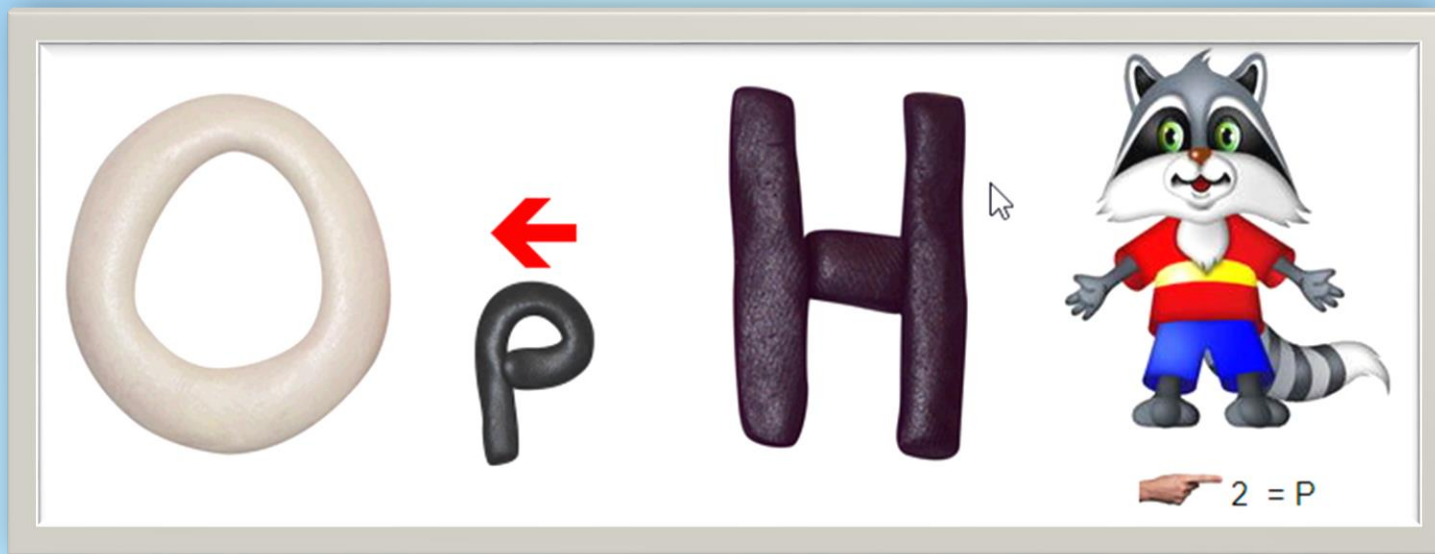 О Р Н
2 = Р